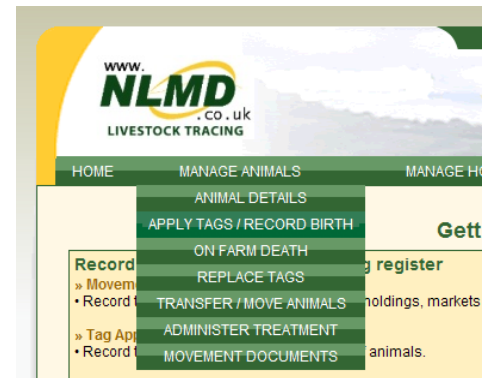 www.
NLMD
.co.uk
LIVESTOCK TRACING
HOME MANAGE ANIMALS MANAGE
ANIMAL DETAILS
APPLY TAGS / RECORD BIRTH
Gett
ON FARM DEATH
Record register
REPLACE TAGS
» Movem
• Record TRANSFER / MOVE ANIMALS holdings, markets
ADMINISTER TREATMENT
» Tag App
• Record MOVEMENT DOCUMENTS animals.